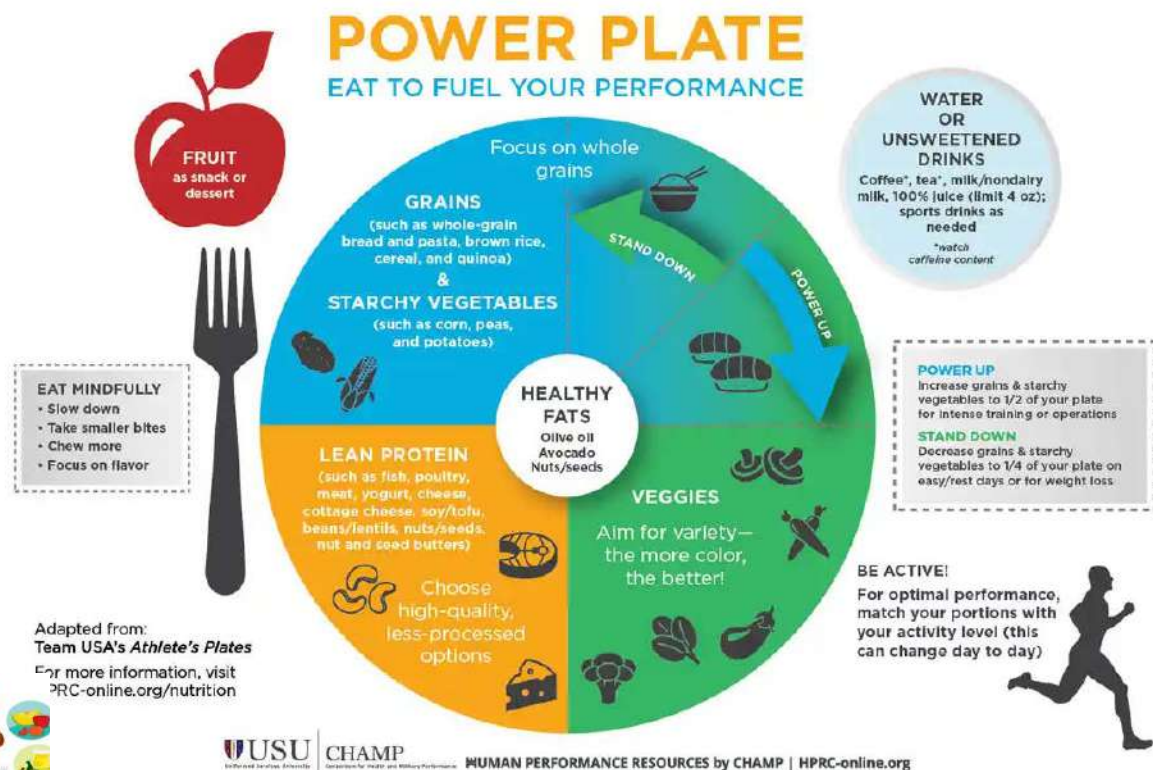 POWER PLATE
EAT TO FUEL YOUR PERFORMANCE
FRUIT
as snack or
dessert
Focus on whole
grains
GRAINS
(such as whole-grain
bread and pasta, brown rice,
cereal, and quinoa)
&
STARCHY VEGETABLES
(such as corn, peas,
and potatoes)
STAND DOWN
POWER UP
WATER
OR
UNSWEETENED
DRINKS
Coffee*, tea*, milk/nondairy
milk, 100% juice (limit 4 oz);
sports drinks as
needed
*watch
caffeine content
EAT MINDFULLY
• Slow down
• Take smaller bites
• Chew more
• Focus on flavor
HEALTHY
FATS
Olive oil
Avocado
Nuts/seeds
POWER UP
Increase grains & starchy
vegetables to 1/2 of your plate
for intense training or operations
STAND DOWN
Decrease grains & starchy
vegetables to 1/4 of your plate on
easy/rest days or for weight loss
LEAN PROTEIN
(such as fish, poultry,
meat, yogurt, cheese,
cottage cheese, soy/tofu,
beans/lentils, nuts/seeds,
nut and seed butters)
Choose
high-quality,
less-processed
options
VEGGIES
Aim for variety—
the more color,
the better!
BE ACTIVE!
For optimal performance,
match your portions with
your activity level (this
can change day to day)
Adapted from:
Team USA's Athlete's Plates
For more information, visit
PRC-online.org/nutrition
USU
Uniformed Services University
CHAMP
Consortium for Health and Military Performance
HUMAN PERFORMANCE RESOURCES by CHAMP | HPRC-online.org